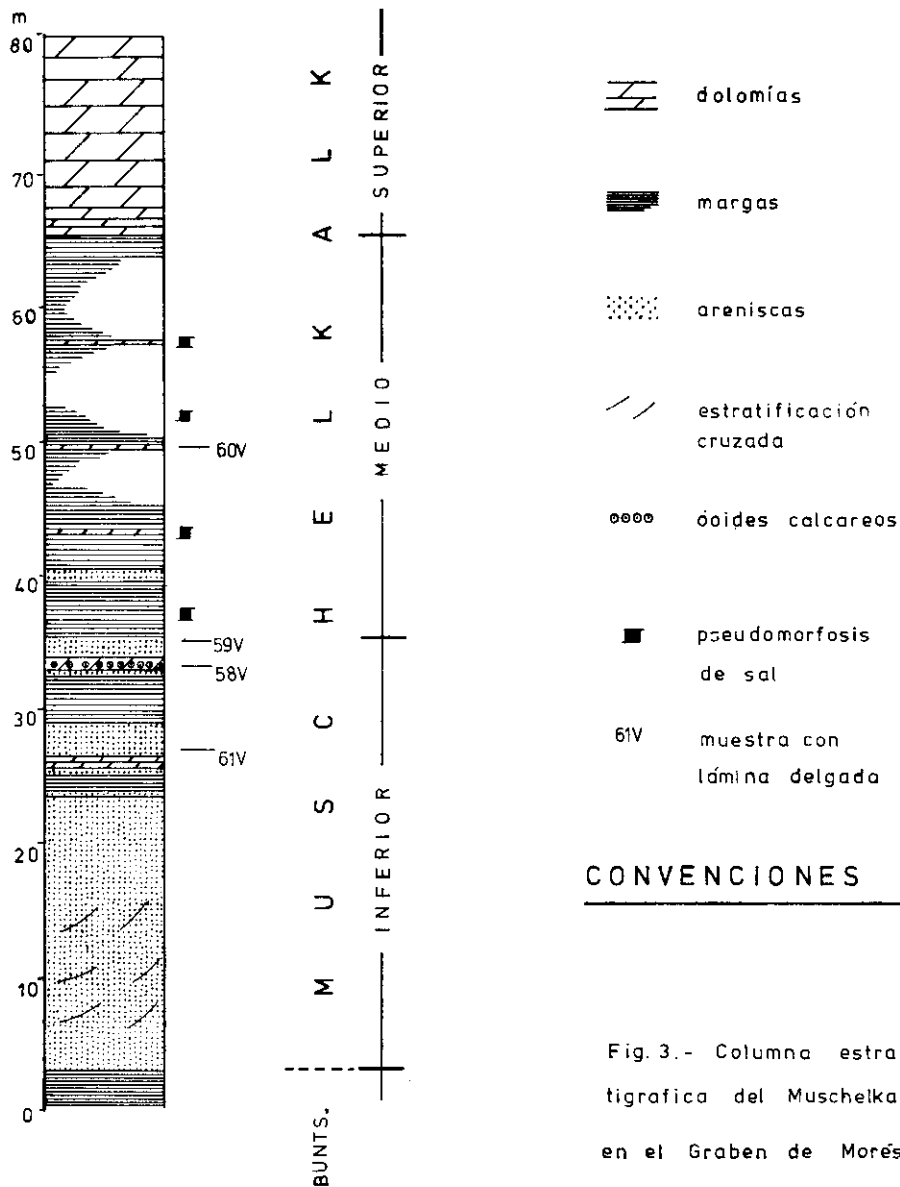 m
80
70
60
50
40
30
20
10
0
60V
59V
58V
61V
MUSCHELKALK
SUPERIOR
MEDIO
INFERIOR
BUNTS.
dolomías
margas
areniscas
estratificación
cruzada
óoides calcareos
pseudomorfosis
de sal
61V
muestra con
lámina delgada
CONVENCIONES
Fig. 3.- Columna estra
tigrafica del Muschelka
en el Graben de Morés